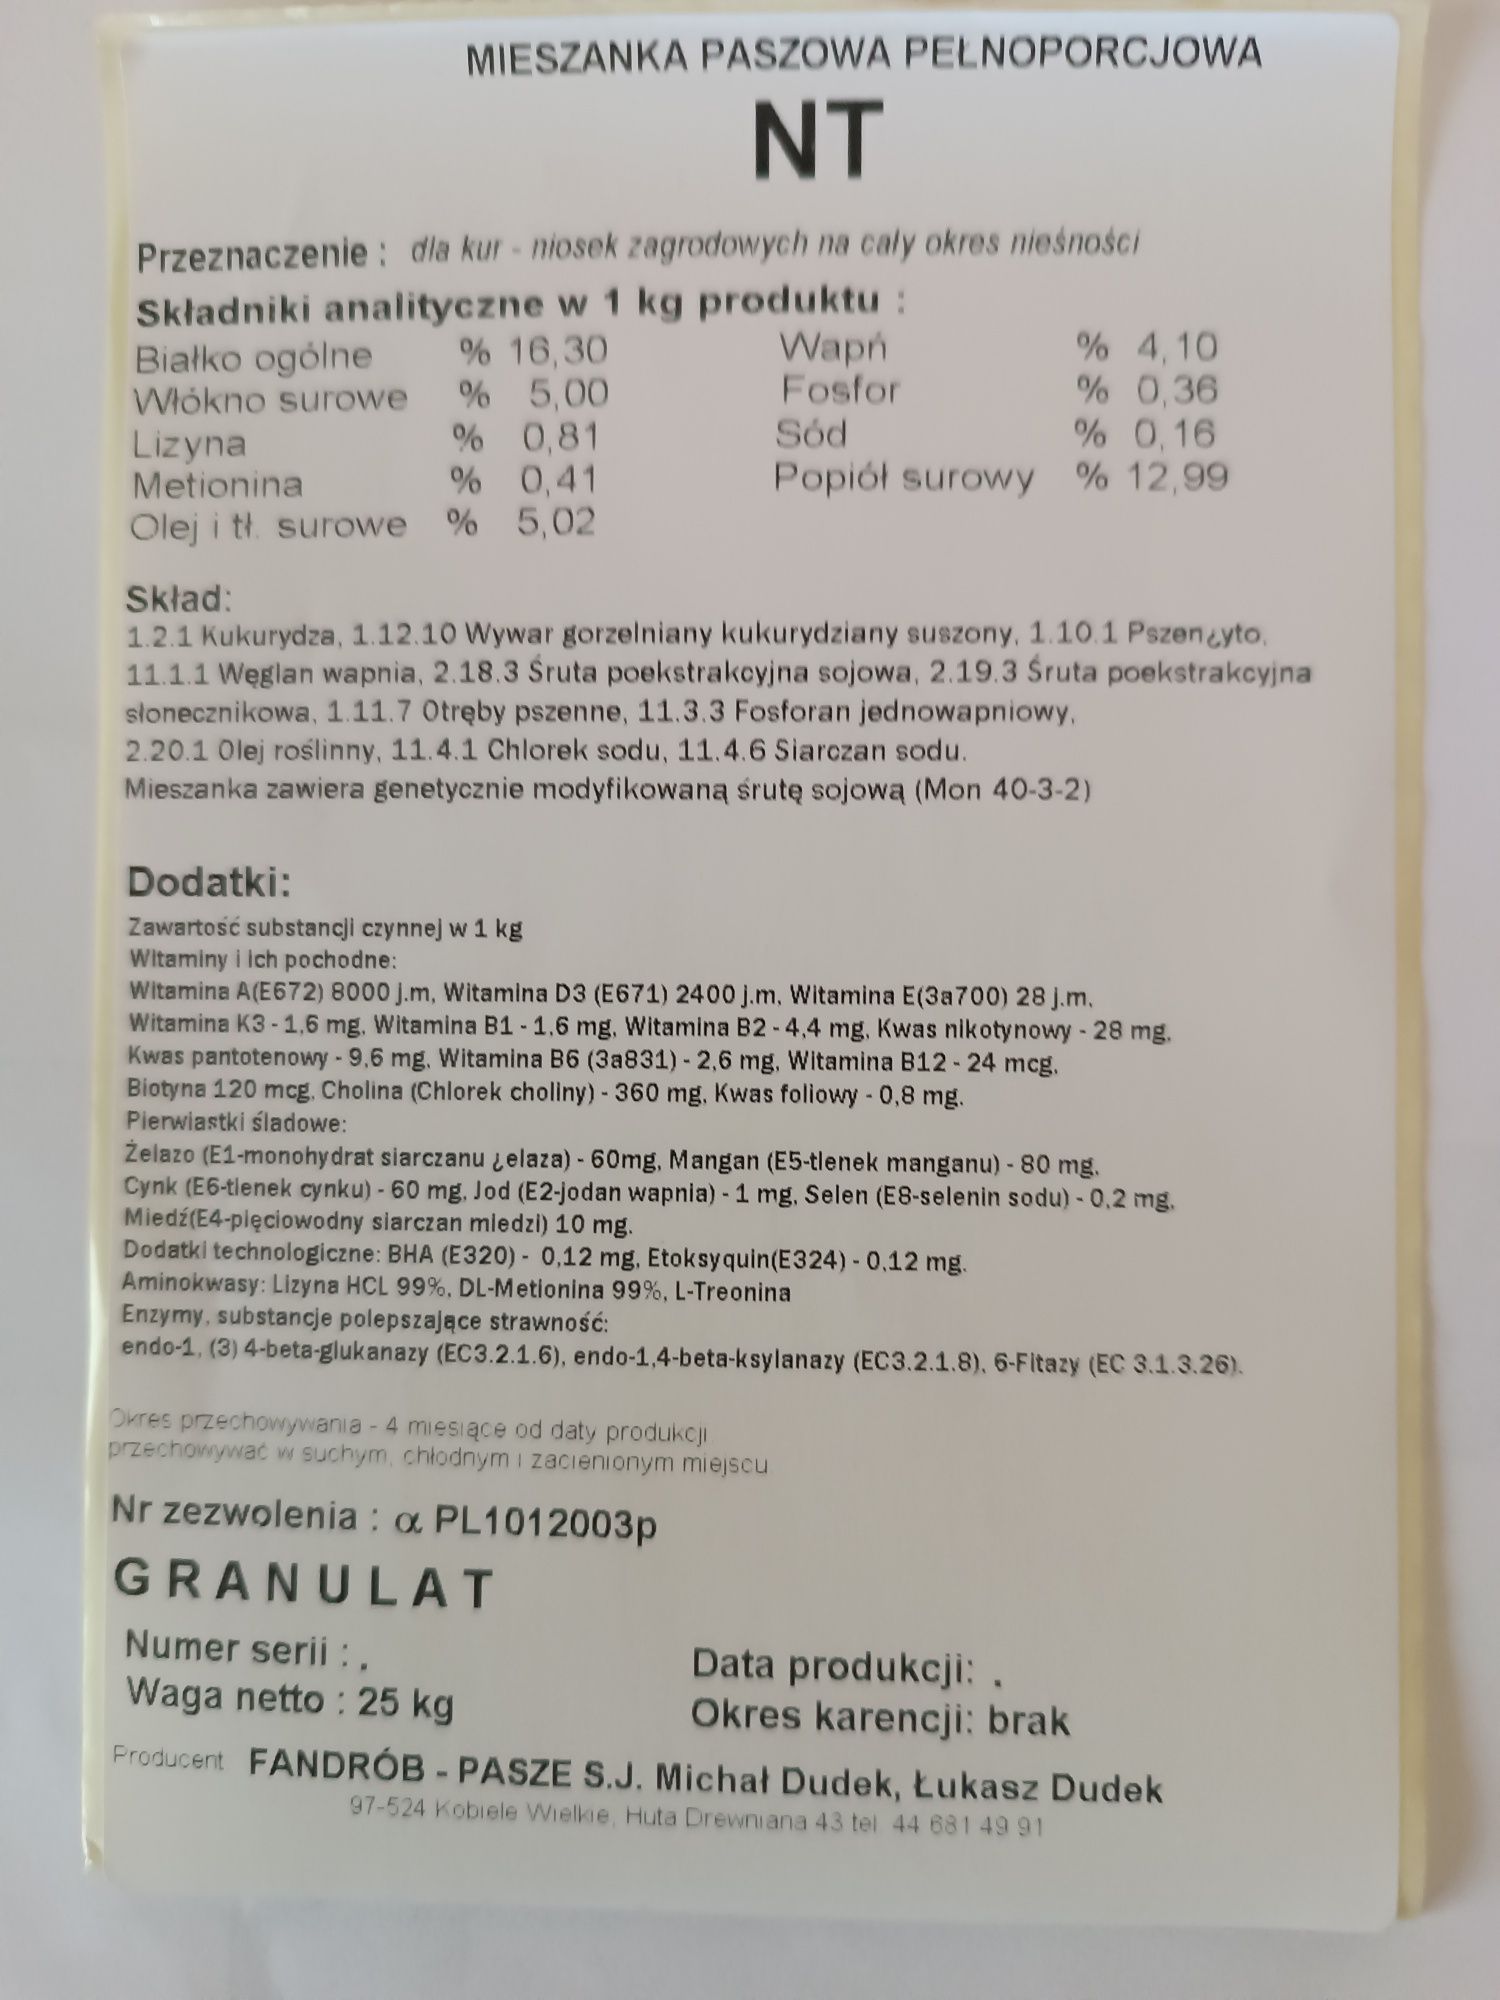 MIESZANKA PASZOWA PEŁNOPORCJOWA
NT
Przeznaczenie : dla kur - niosek zagrodowych na cały okres nieśności
Składniki analityczne w 1 kg produktu :
Białko ogólne % 16,30 Wapń % 4,10
Włókno surowe % 5,00 Fosfor % 0,36
Lizyna % 0,81 Sód % 0,16
Metionina % 0,41 Popiół surowy % 12,99
Olej i tł. surowe % 5,02
Skład:
1.2.1 Kukurydza, 1.12.10 Wywar gorzelniany kukurydziany suszony, 1.10.1 Pszen¿yto,
11.1.1 Węglan wapnia, 2.18.3 Śruta poekstrakcyjna sojowa, 2.19.3 Śruta poekstrakcyjna
słonecznikowa, 1.11.7 Otręby pszenne, 11.3.3 Fosforan jednowapniowy,
2.20.1 Olej roślinny, 11.4.1 Chlorek sodu, 11.4.6 Siarczan sodu.
Mieszanka zawiera genetycznie modyfikowaną śrutę sojową (Mon 40-3-2)
Dodatki:
Zawartość substancji czynnej w 1 kg
Witaminy i ich pochodne:
Witamina A(E672) 8000 j.m, Witamina D3 (E671) 2400 j.m, Witamina E(3a700) 28 j.m,
Witamina K3 - 1,6 mg, Witamina B1 - 1,6 mg, Witamina B2 - 4,4 mg, Kwas nikotynowy - 28 mg,
Kwas pantotenowy - 9,6 mg, Witamina B6 (3a831) - 2,6 mg, Witamina B12 - 24 mcg,
Biotyna 120 mcg, Cholina (Chlorek choliny) - 360 mg, Kwas foliowy - 0,8 mg.
Pierwiastki śladowe:
Żelazo (E1-monohydrat siarczanu ¿elaza) - 60mg, Mangan (E5-tlenek manganu) - 80 mg,
Cynk (E6-tlenek cynku) - 60 mg, Jod (E2-jodan wapnia) - 1 mg, Selen (E8-selenin sodu) - 0,2 mg,
Miedź(E4-pięciowodny siarczan miedzi) 10 mg.
Dodatki technologiczne: BHA (E320) - 0,12 mg, Etoksyquin(E324) - 0,12 mg.
Aminokwasy: Lizyna HCL 99%, DL-Metionina 99%, L-Treonina
Enzymy, substancje polepszające strawność:
endo-1, (3) 4-beta-glukanazy (EC3.2.1.6), endo-1,4-beta-ksylanazy (EC3.2.1.8), 6-Fitazy (EC 3.1.3.26).
Okres przechowywania - 4 miesiące od daty produkcji
przechowywać w suchym, chłodnym i zacienionym miejscu
Nr zezwolenia : α PL1012003p
GRANULAT
Numer serii : . Data produkcji: .
Waga netto : 25 kg Okres karencji: brak
Producent FANDRÓB - PASZE S.J. Michał Dudek, Łukasz Dudek
97-524 Kobiele Wielkie, Huta Drewniana 43 tel 44 681 49 91